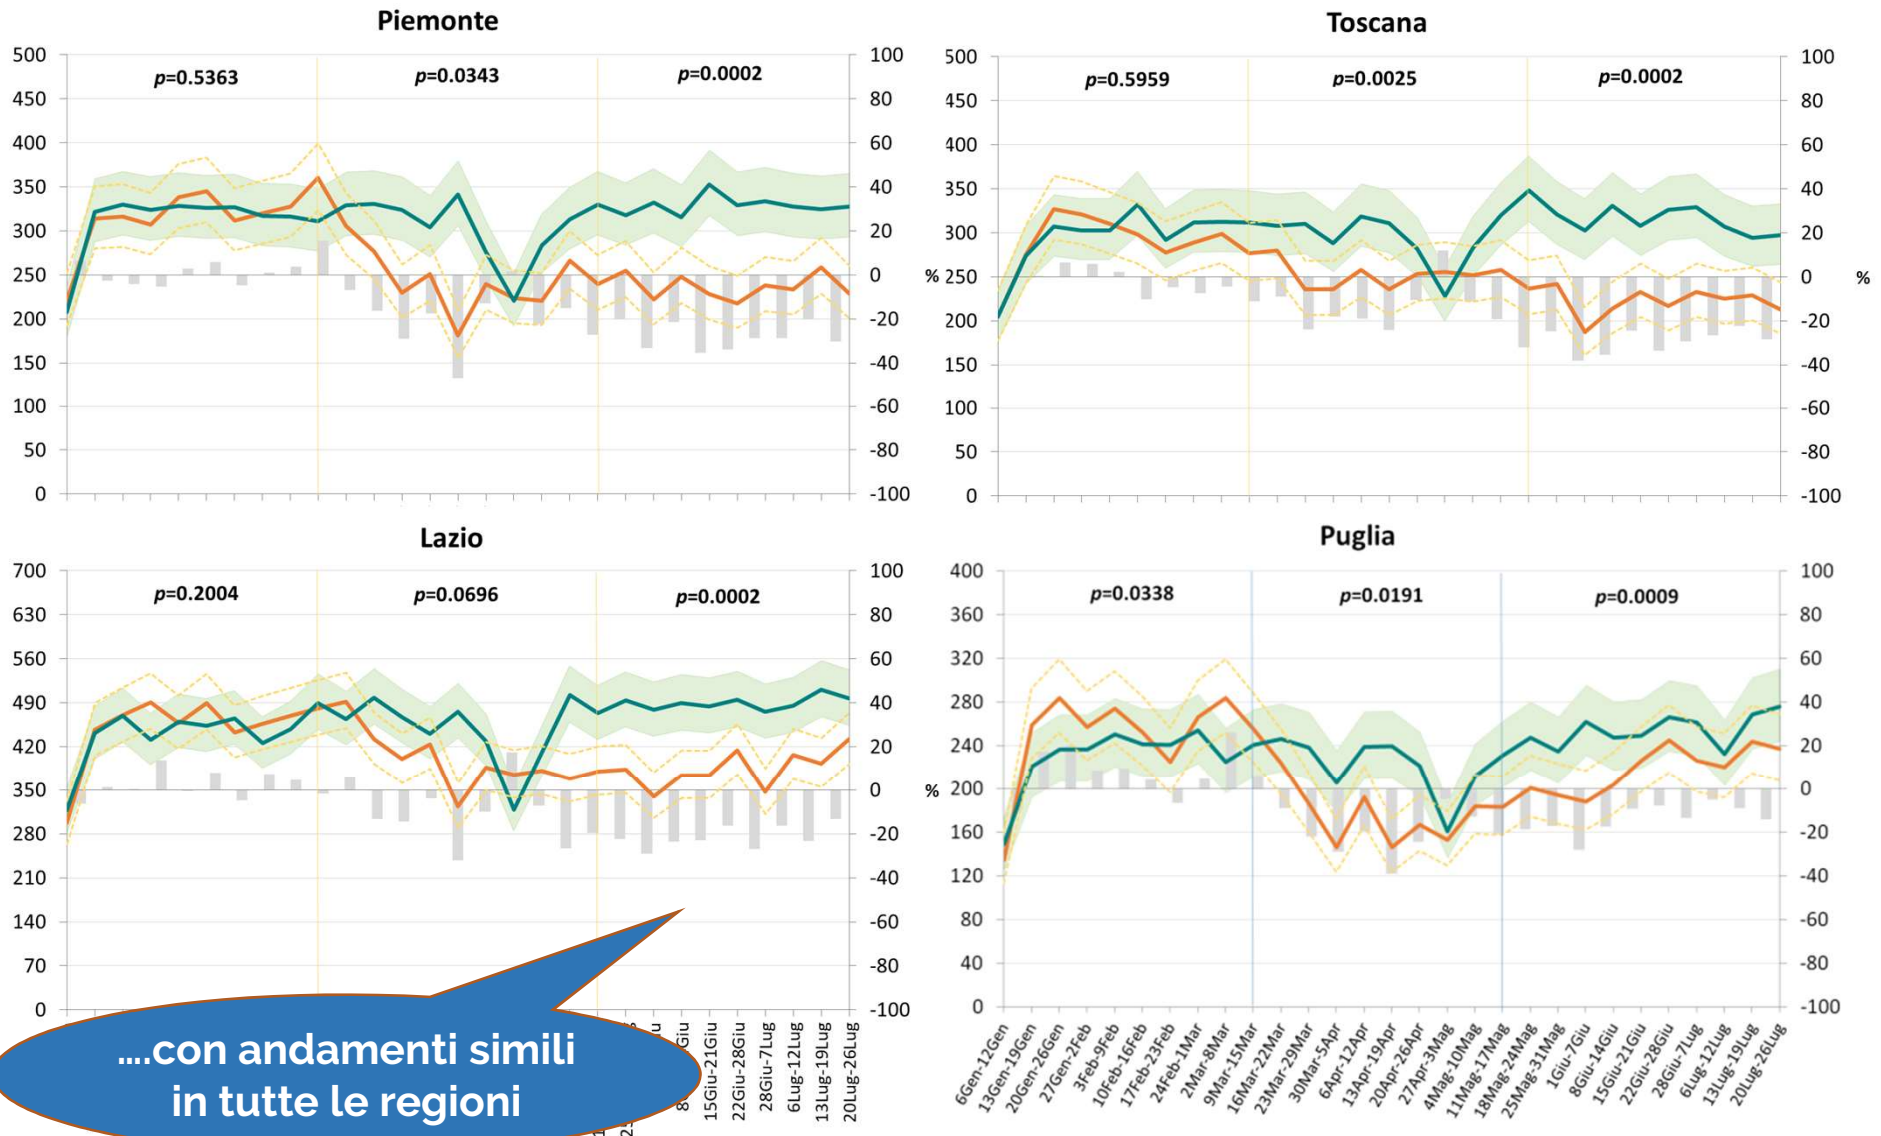 Piemonte
500
450
400
350
300
250
200
150
100
50
0
p=0.5363
p=0.0343
p=0.0002
100
80
60
40
20
0
-20
-40
-60
-80
-100
Toscana
500
450
400
350
300
250
200
150
100
50
0
%
p=0.5959
p=0.0025
p=0.0002
100
80
60
40
20
0
-20
-40
-60
-80
-100
%
Lazio
700
630
560
490
420
350
280
210
140
70
0
p=0.2004
p=0.0696
p=0.0002
100
80
60
40
20
0
-20
-40
-60
-80
-100
15Giu-21Giu
22Giu-28Giu
28Giu-7Lug
6Lug-12Lug
13Lug-19Lug
20Lug-26Lug
....con andamenti simili
in tutte le regioni
Puglia
400
360
320
280
240
200
160
120
80
40
0
%
p=0.0338
p=0.0191
p=0.0009
100
80
60
40
20
0
-20
-40
-60
-80
-100
6Gen-12Gen
13Gen-19Gen
20Gen-26Gen
27Gen-2Feb
3Feb-9Feb
10Feb-16Feb
17Feb-23Feb
24Feb-1Mar
2Mar-8Mar
9Mar-15Mar
16Mar-22Mar
23Mar-29Mar
30Mar-5Apr
6Apr-12Apr
13Apr-19Apr
20Apr-26Apr
27Apr-3Mag
4Mag-10Mag
11Mag-17Mag
18Mag-24Mag
25Mag-31Mag
1Giu-7Giu
8Giu-14Giu
15Giu-21Giu
22Giu-28Giu
28Giu-7Lug
6Lug-12Lug
13Lug-19Lug
20Lug-26Lug